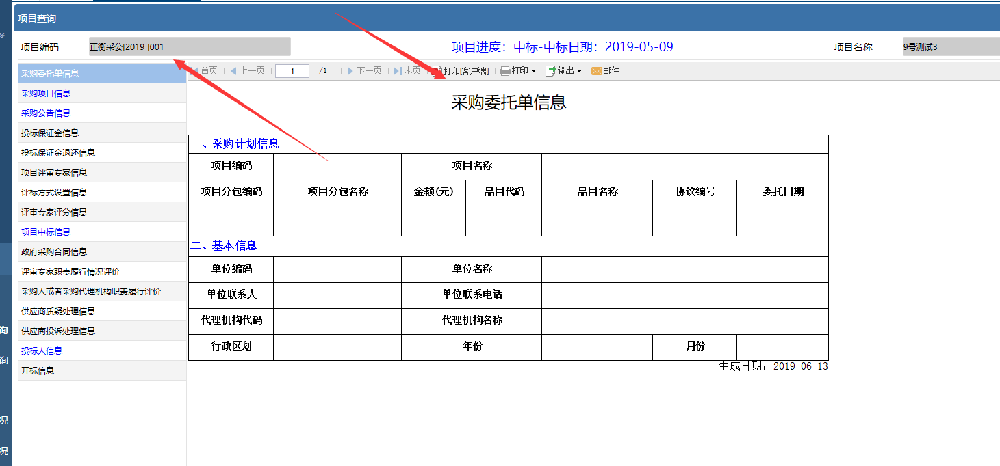 项目查询
项目编码 正衡采公[2019 ]001 项目进度：中标-中标日期：2019-05-09 项目名称 9号测试3
首页 上一页 1 /1 下一页 末页 打印[客户端] 打印 输出 邮件
采购委托单信息
采购项目信息
采购公告信息
投标保证金信息
投标保证金退还信息
项目评审专家信息
评标方式设置信息
评审专家评分信息
项目中标信息
政府采购合同信息
评审专家职责履行情况评价
采购人或者采购代理机构职责履行评价
供应商质疑处理信息
供应商投诉处理信息
投标人信息
开标信息
询
询
况
况
采购委托单信息
一、采购计划信息
项目编码 项目名称
项目分包编码 项目分包名称 金额(元) 品目代码 品目名称 协议编号 委托日期
二、基本信息
单位编码 单位名称
单位联系人 单位联系电话
代理机构代码 代理机构名称
行政区划 年份 月份
生成日期：2019-06-13